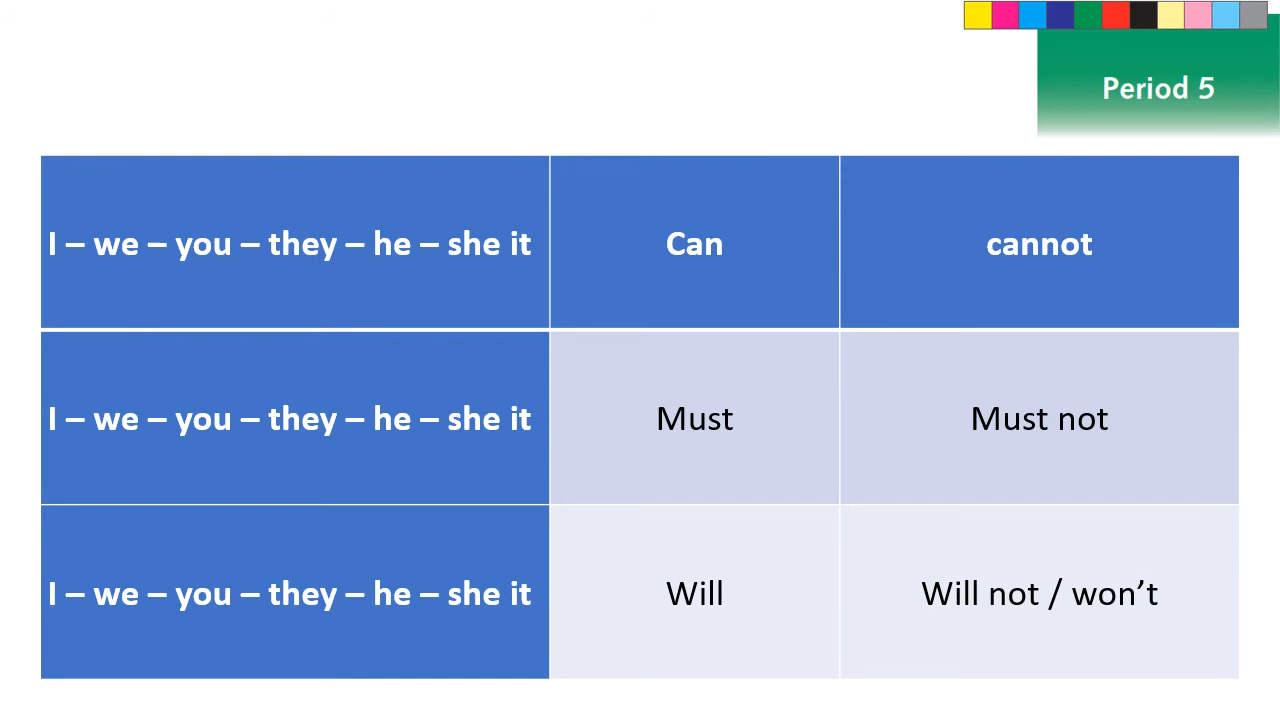 Period 5
I – we – you – they – he – she it Can cannot
I – we – you – they – he – she it Must Must not
I – we – you – they – he – she it Will Will not / won’t